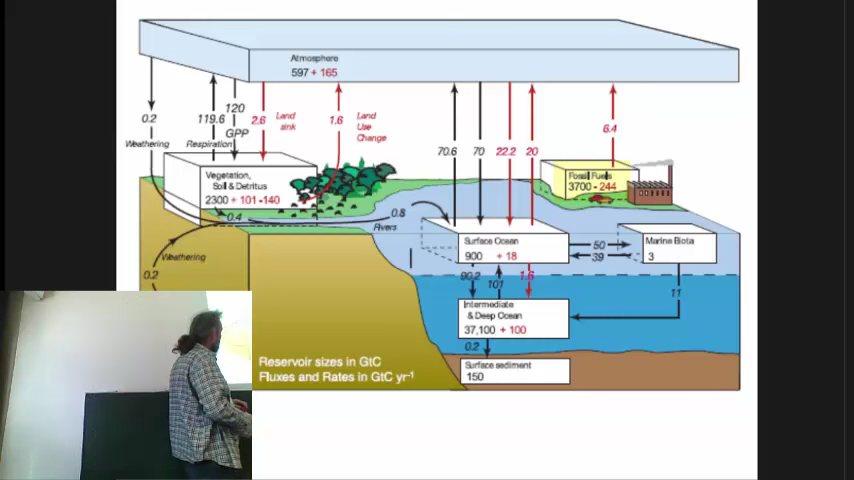 Atmosphere
597 + 165
0.2
Weathering
119.6
Respiration
120
GPP
2.6
Land
sink
1.6
Land
Use
Change
70.6
70
22.2
20
6.4
Vegetation,
Soil & Detritus
2300 + 101 -140
Fossil Fuels
3700 - 244
0.4
0.8
Rivers
Weathering
0.2
Surface Ocean
900 + 18
50
39
Marine Biota
3
90.2
101
1.6
11
Intermediate
& Deep Ocean
37,100 + 100
0.2
Surface sediment
150
Reservoir sizes in GtC
Fluxes and Rates in GtC yr⁻¹